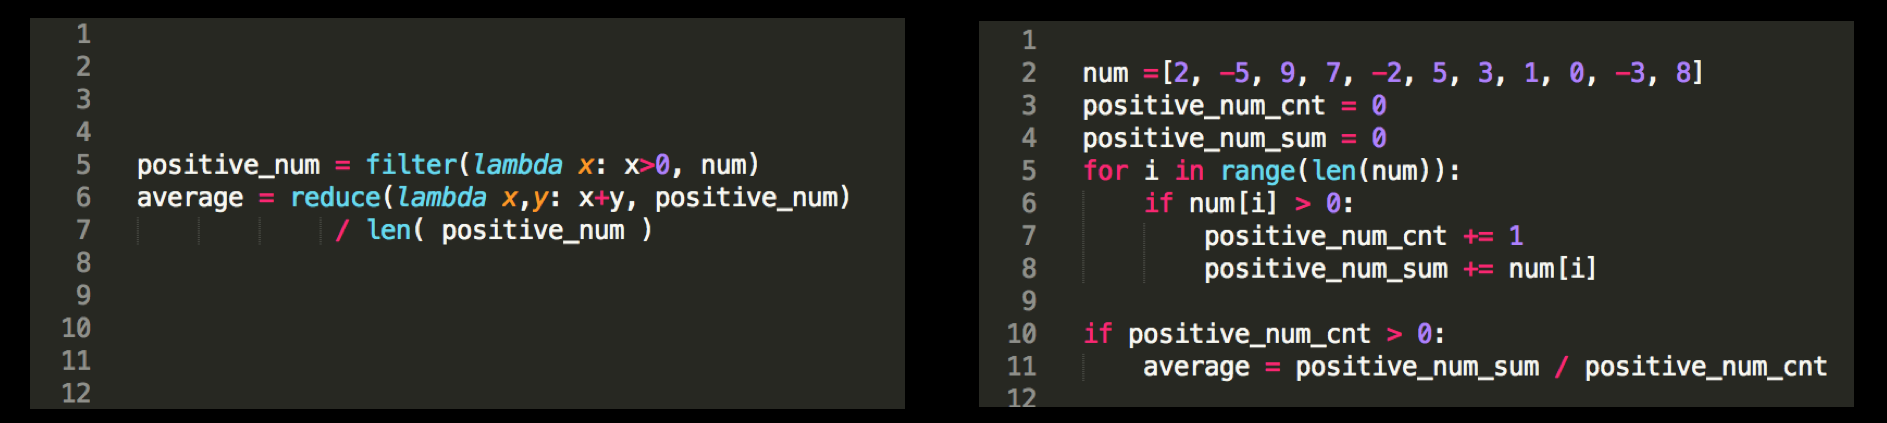 1
2
3
4
5 positive_num = filter(lambda x: x>0, num)
6 average = reduce(lambda x,y: x+y, positive_num)
7 / len( positive_num )
8
9
10
11
12
1
2 num =[2, -5, 9, 7, -2, 5, 3, 1, 0, -3, 8]
3 positive_num_cnt = 0
4 positive_num_sum = 0
5 for i in range(len(num)):
6 if num[i] > 0:
7 positive_num_cnt += 1
8 positive_num_sum += num[i]
9
10 if positive_num_cnt > 0:
11 average = positive_num_sum / positive_num_cnt
12